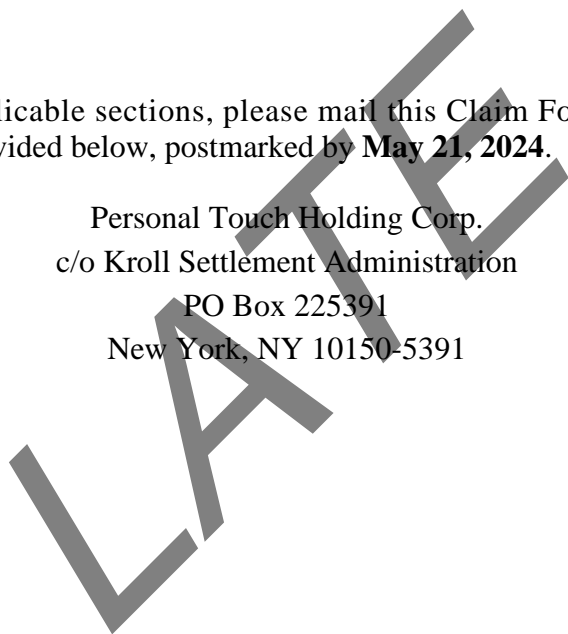 licable sections, please mail this Claim Fo
vided below, postmarked by May 21, 2024.
Personal Touch Holding Corp.
c/o Kroll Settlement Administration
PO Box 225391
New York, NY 10150-5391
LATE